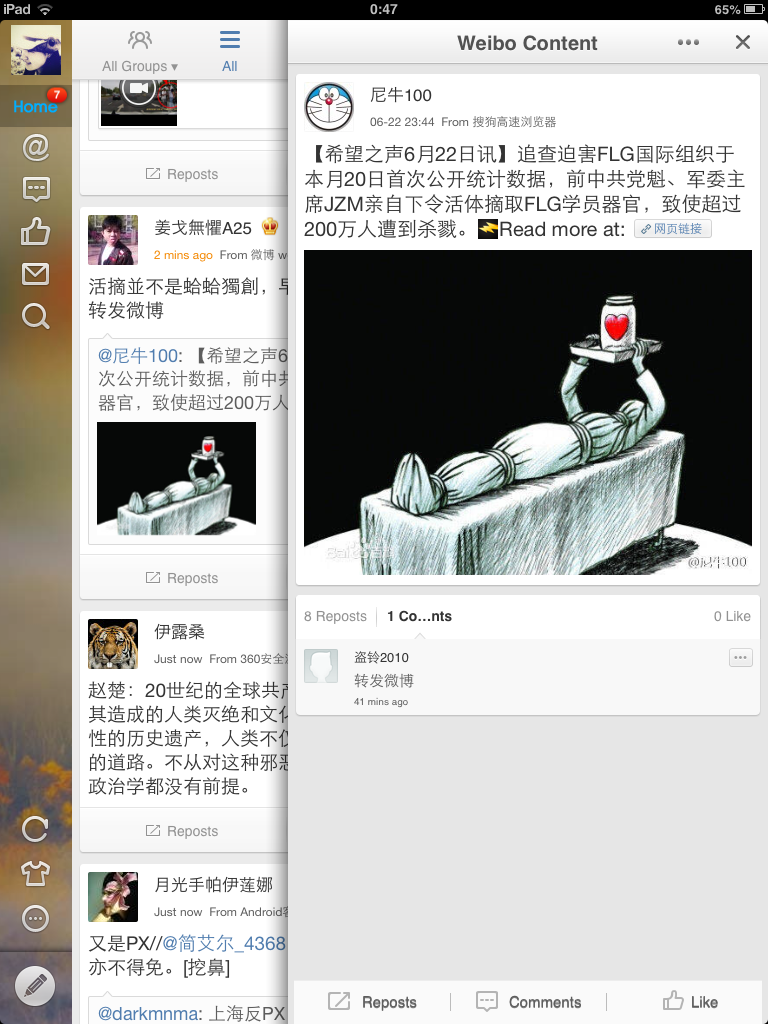 iPad
0:47
65%
Home
7
All Groups ▾
All
Reposts
姜戈無懼A25
2 mins ago From 微博 w
活摘並不是蛤蛤獨創，早
转发微博
@尼牛100: 【希望之声6
次公开统计数据，前中共
器官，致使超过200万人
Reposts
伊露桑
Just now From 360安全
赵楚：20世纪的全球共产
其造成的人类灭绝和文化
性的历史遗产，人类不仅
的道路。不从对这种邪恶
政治学都没有前提。
Reposts
月光手帕伊莲娜
Just now From Android客
又是PX//@简艾尔_4368
亦不得免。[挖鼻]
@darkmnma: 上海反PX
Weibo Content
尼牛100
06-22 23:44 From 搜狗高速浏览器
【希望之声6月22日讯】追查迫害FLG国际组织于
本月20日首次公开统计数据，前中共党魁、军委主
席JZM亲自下令活体摘取FLG学员器官，致使超过
200万人遭到杀戮。Read more at: 网页链接
@尼牛100
8 Reposts
1 Co...nts
0 Like
盗铃2010
转发微博
41 mins ago
Reposts
Comments
Like